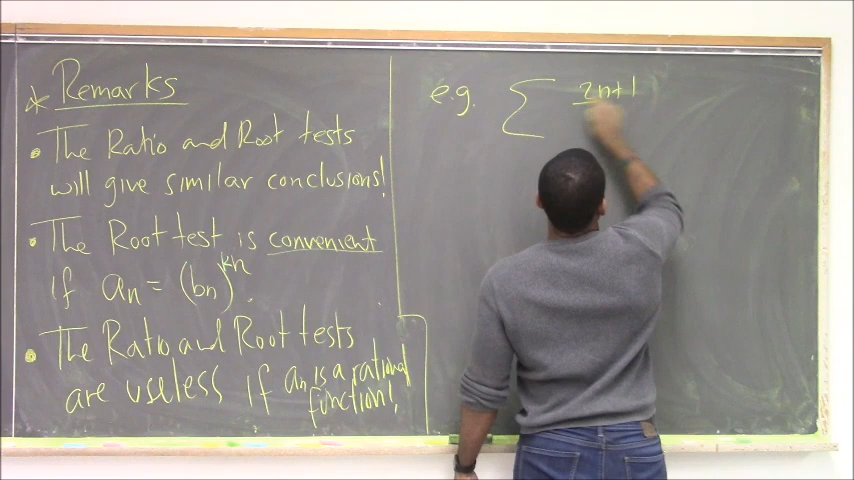 * Remarks
• The Ratio and Root tests
will give similar conclusions!
• The Root test is convenient
if aₙ = (bₙ)^kn.
• The Ratio and Root tests
are useless if aₙ is a rational
function!
e.g. ∑ 2n+1